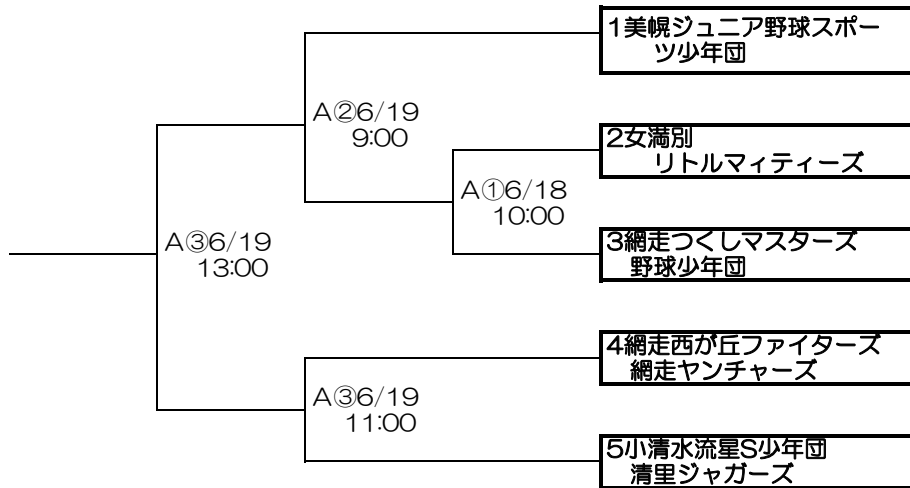 1美幌ジュニア野球スポー
ツ少年団
A②6/19
9:00
2女満別
リトルマィティーズ
A①6/18
10:00
A③6/19
13:00
3網走つくしマスターズ
野球少年団
4網走西が丘ファイターズ
網走ヤンチャーズ
A③6/19
11:00
5小清水流星S少年団
清里ジャガーズ